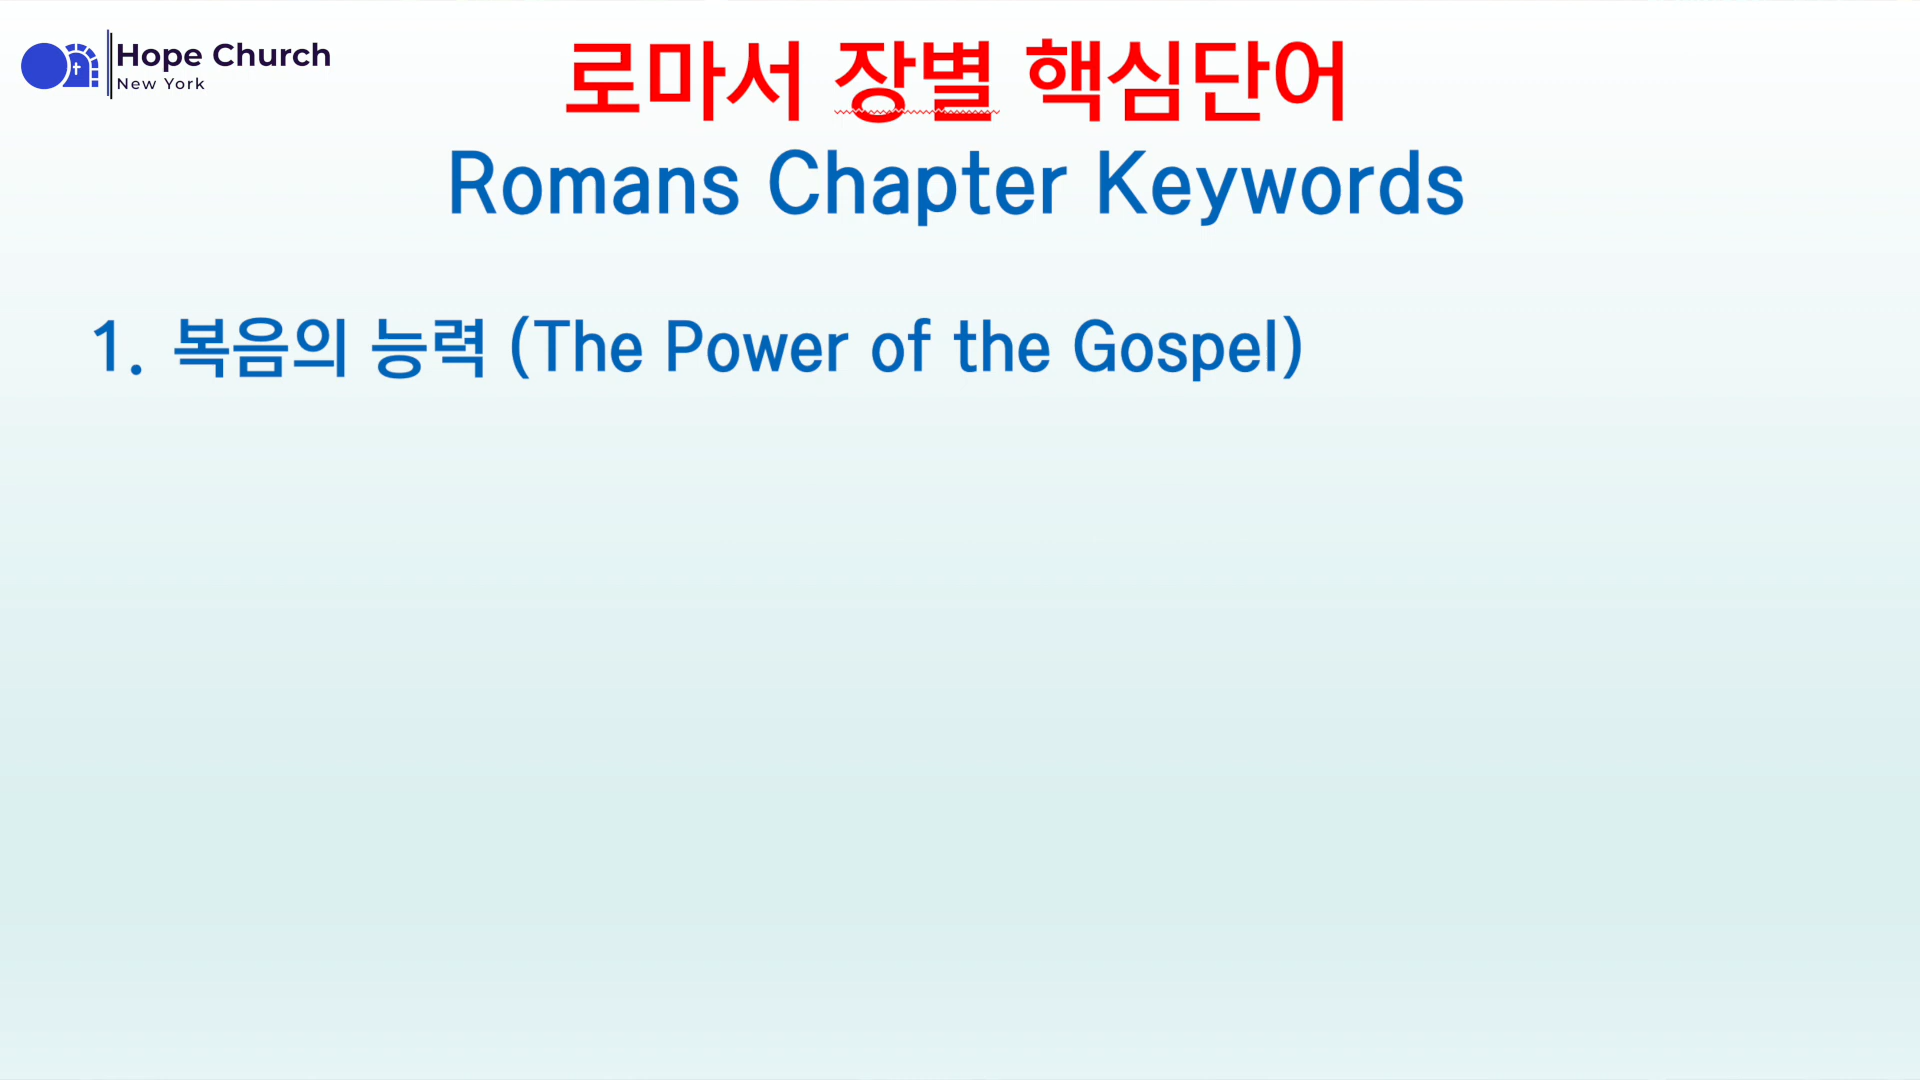 Hope Church
New York
로마서 장별 핵심단어
Romans Chapter Keywords
1. 복음의 능력 (The Power of the Gospel)